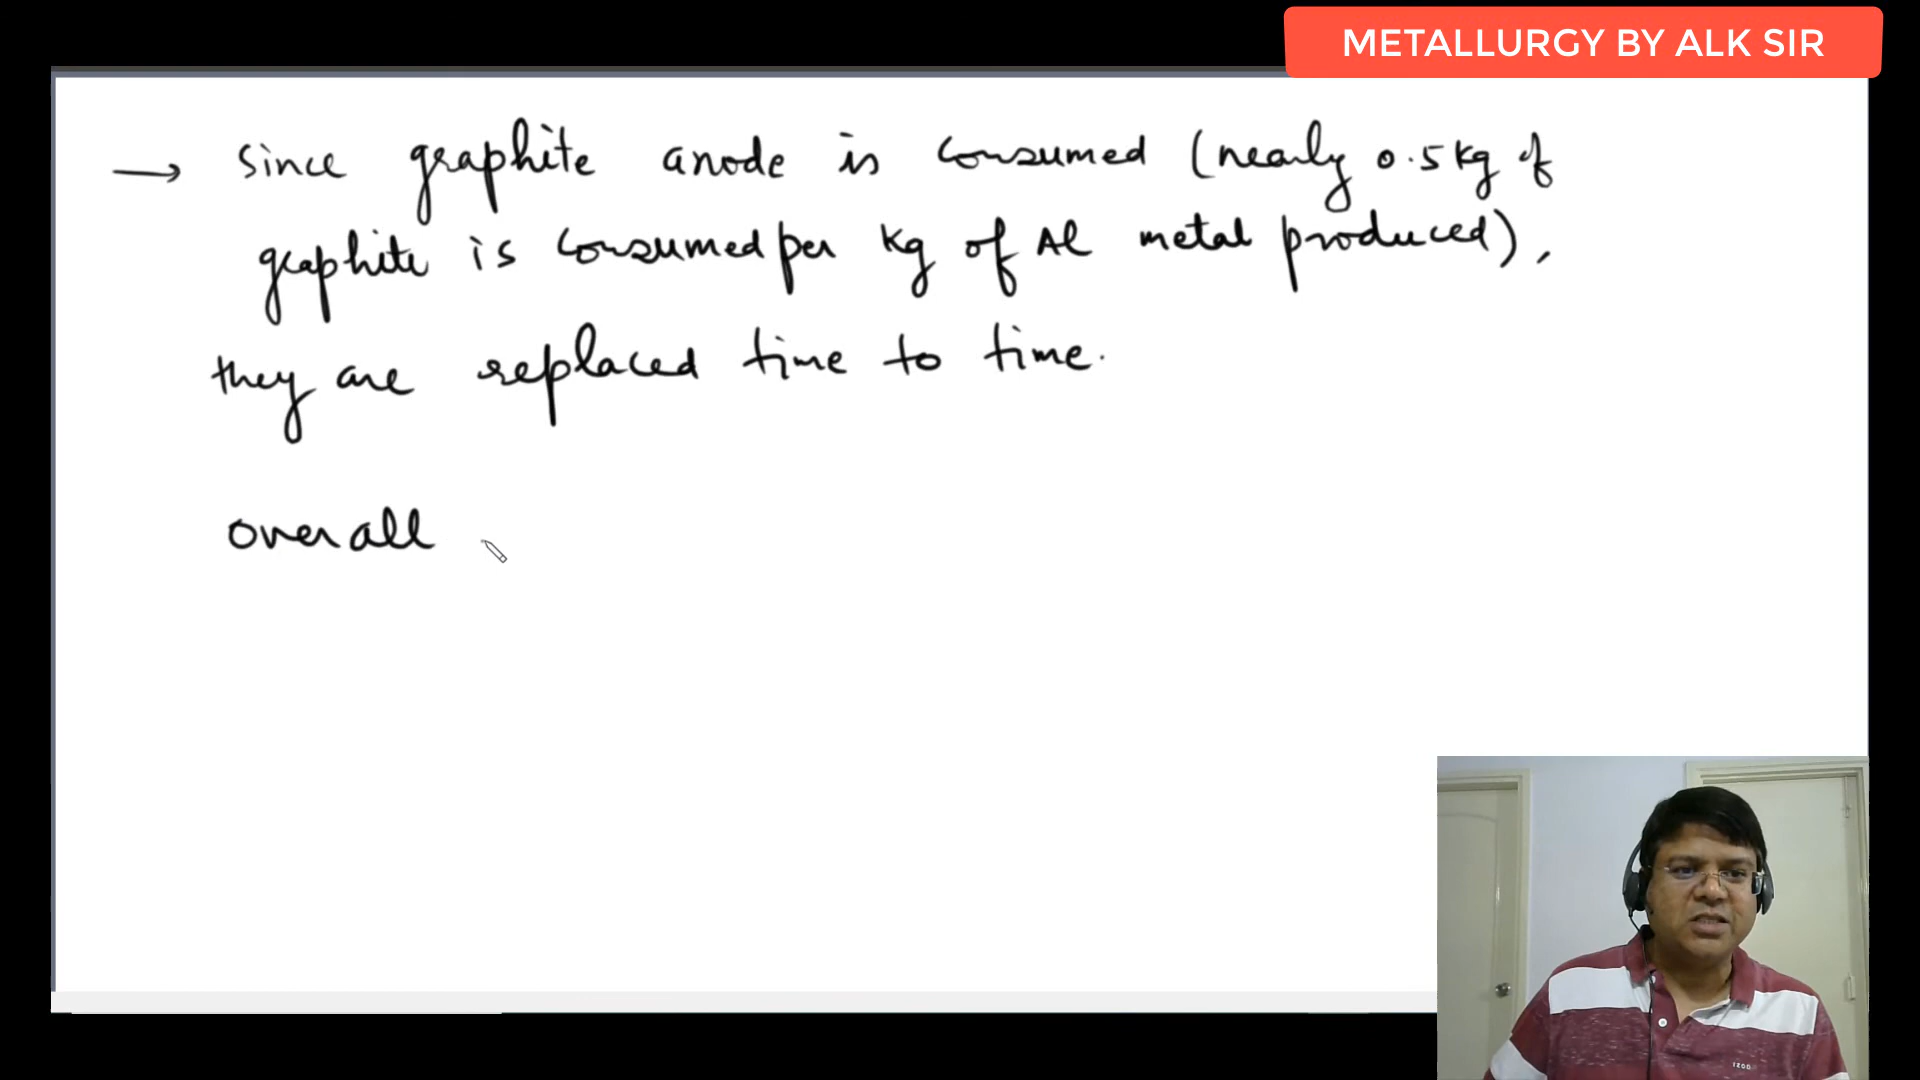 METALLURGY BY ALK SIR
→ since graphite anode is consumed (nearly 0.5 kg of
graphite is consumed per kg of Al metal produced),
they are replaced time to time.
overall
IZOD